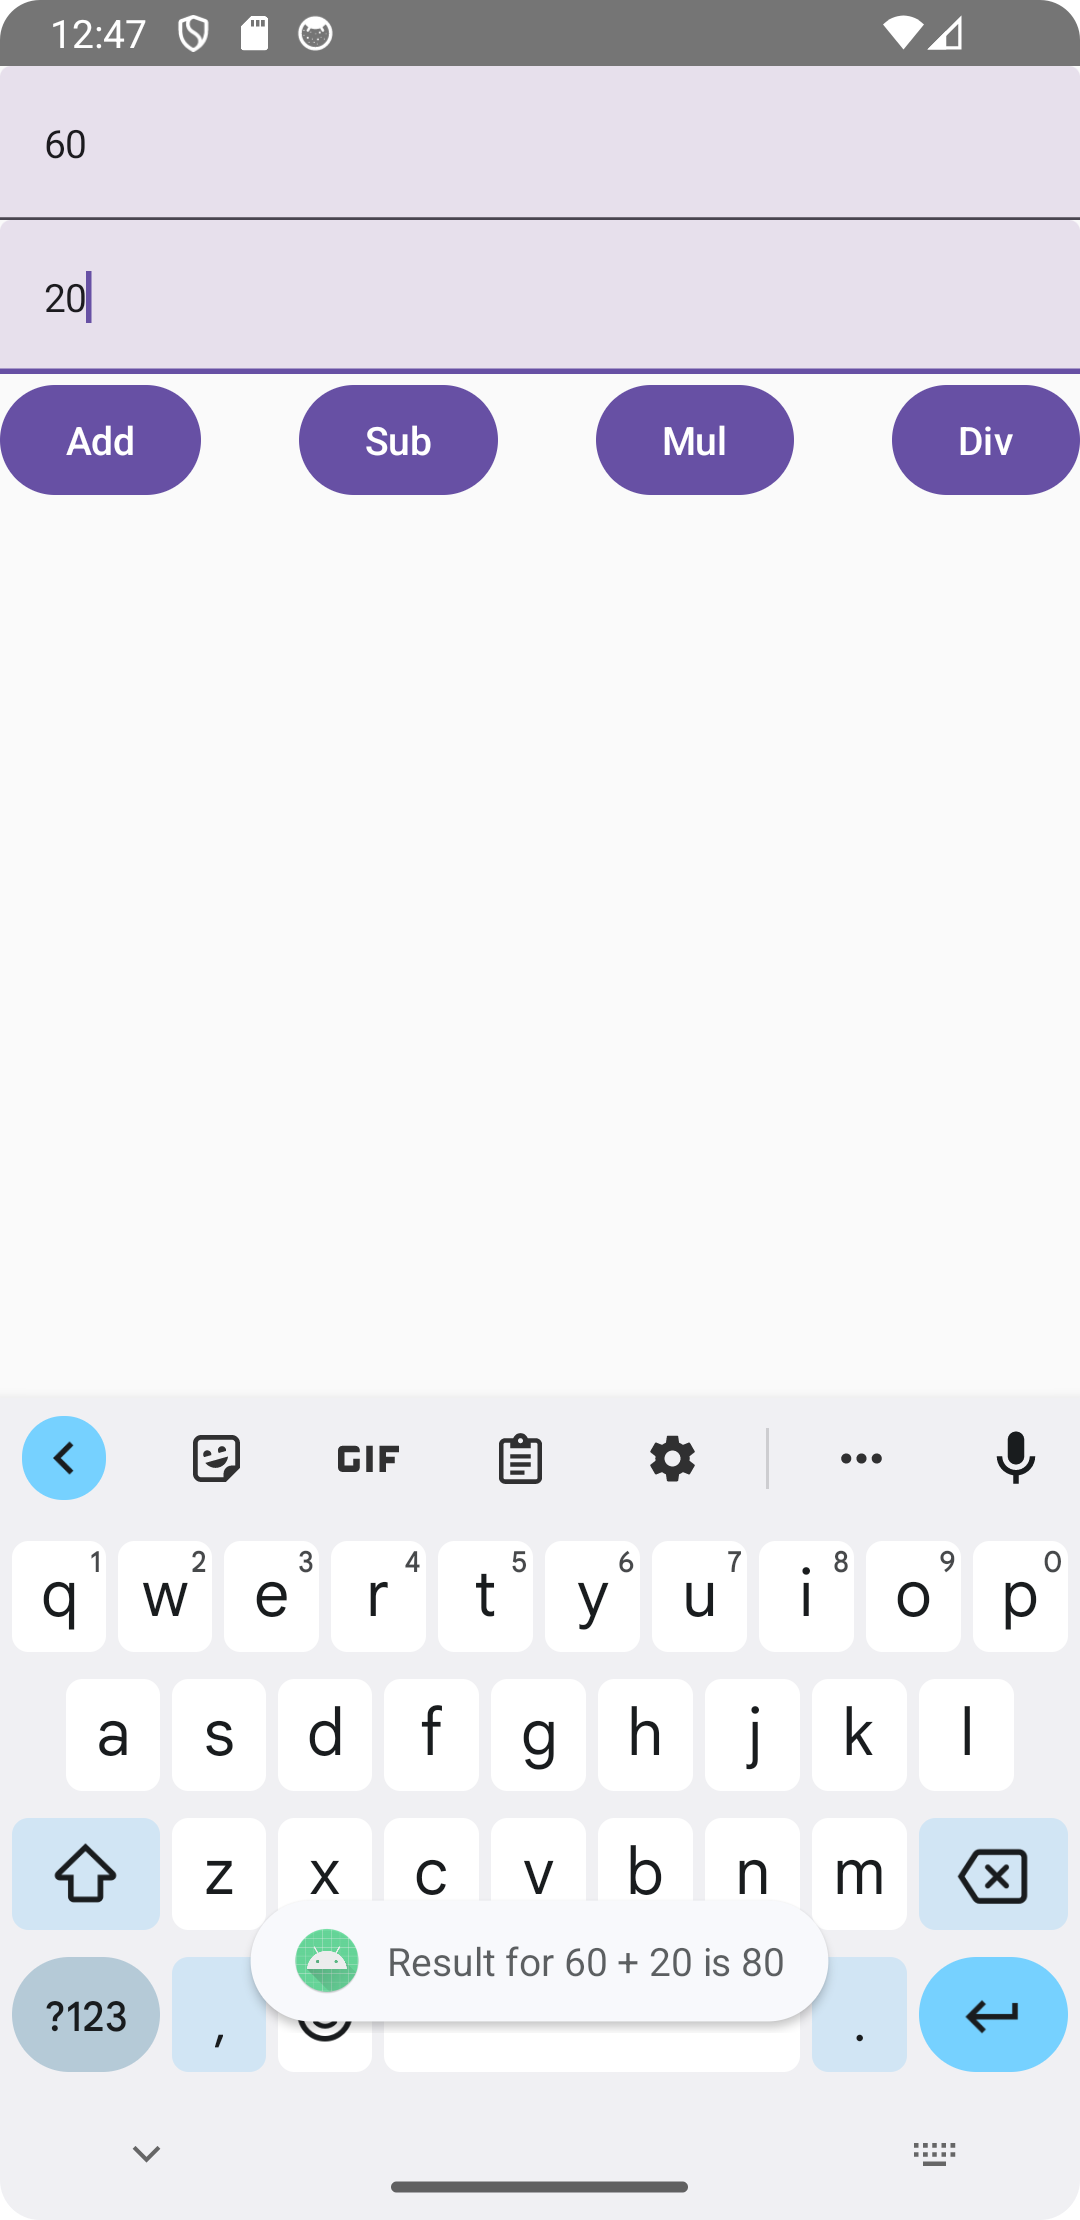 12:47
60
20
Add Sub Mul Div
GIF
q 1 w 2 e 3 r 4 t 5 y 6 u 7 i 8 o 9 p 0
a s d f g h j k l
z x c v b n m
Result for 60 + 20 is 80
?123 , .